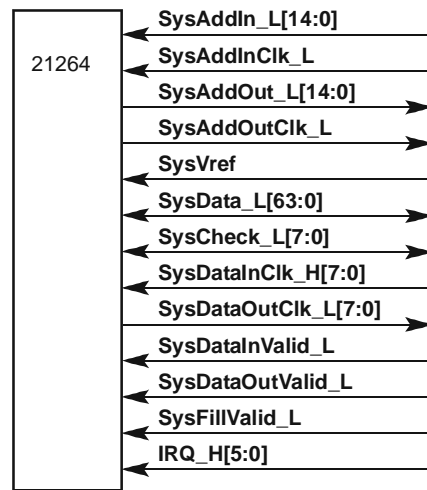 SysAddIn_L[14:0]
21264
SysAddInClk_L
SysAddOut_L[14:0]
SysAddOutClk_L
SysVref
SysData_L[63:0]
SysCheck_L[7:0]
SysDataInClk_H[7:0]
SysDataOutClk_L[7:0]
SysDataInValid_L
SysDataOutValid_L
SysFillValid_L
IRQ_H[5:0]